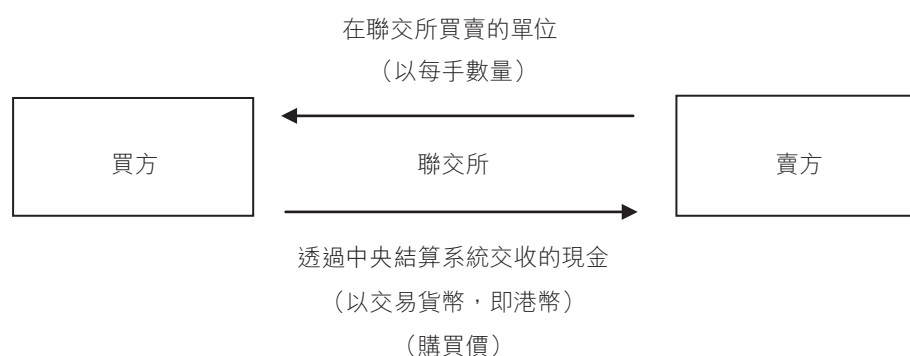 在聯交所買賣的單位
（以每手數量）
買方
聯交所
賣方
透過中央結算系統交收的現金
（以交易貨幣，即港幣）
（購買價）